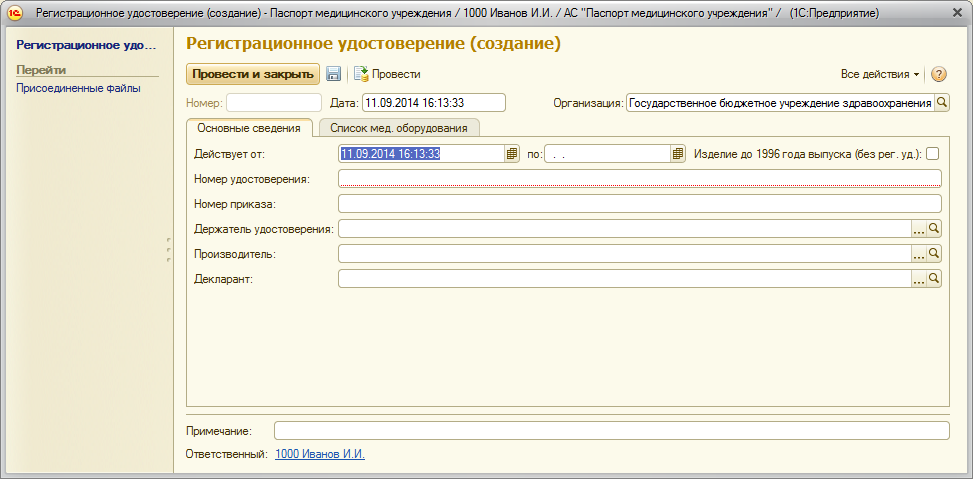 1С Регистрационное удостоверение (создание) - Паспорт медицинского учреждения / 1000 Иванов И.И. / АС "Паспорт медицинского учреждения" / (1С:Предприятие)
Регистрационное удо...
Перейти
Присоединенные файлы
Регистрационное удостоверение (создание)
Провести и закрыть Провести Все действия ?
Номер: Дата: 11.09.2014 16:13:33 Организация: Государственное бюджетное учреждение здравоохранения
Основные сведения Список мед. оборудования
Действует от: 11.09.2014 16:13:33 по: . . Изделие до 1996 года выпуска (без рег. уд.):
Номер удостоверения:
Номер приказа:
Держатель удостоверения: ...
Производитель: ...
Декларант: ...
Примечание:
Ответственный: 1000 Иванов И.И.